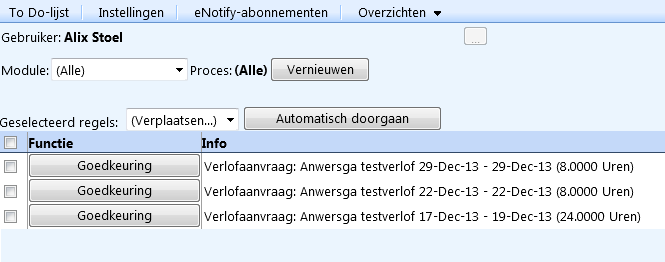 To Do-lijst Instellingen eNotify-abonnementen Overzichten
Gebruiker: Alix Stoel ...
Module: (Alle) Proces: (Alle) Vernieuwen
Geselecteerd regels: (Verplaatsen...) Automatisch doorgaan
Functie Info
Goedkeuring Verlofaanvraag: Anwersga testverlof 29-Dec-13 - 29-Dec-13 (8.0000 Uren)
Goedkeuring Verlofaanvraag: Anwersga testverlof 22-Dec-13 - 22-Dec-13 (8.0000 Uren)
Goedkeuring Verlofaanvraag: Anwersga testverlof 17-Dec-13 - 19-Dec-13 (24.0000 Uren)